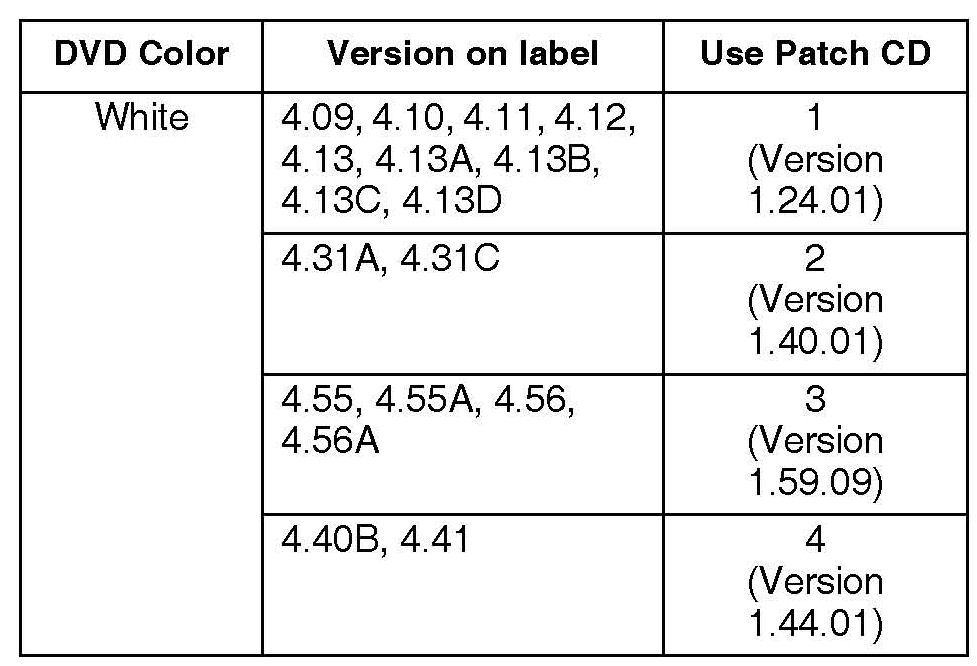 DVD Color Version on label Use Patch CD
White 4.09, 4.10, 4.11, 4.12, 1
4.13, 4.13A, 4.13B, (Version
4.13C, 4.13D 1.24.01)
4.31A, 4.31C 2
(Version
1.40.01)
4.55, 4.55A, 4.56, 3
4.56A (Version
1.59.09)
4.40B, 4.41 4
(Version
1.44.01)